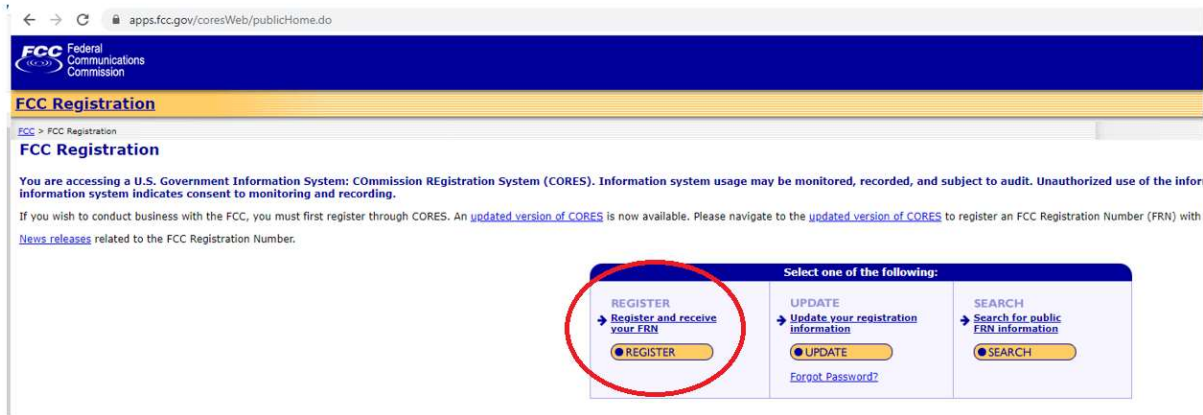 apps.fcc.gov/coresWeb/publicHome.do
FCC Federal
Communications
Commission
FCC Registration
FCC > FCC Registration
FCC Registration
You are accessing a U.S. Government Information System: COmmission REgistration System (CORES). Information system usage may be monitored, recorded, and subject to audit. Unauthorized use of the infor
information system indicates consent to monitoring and recording.
If you wish to conduct business with the FCC, you must first register through CORES. An updated version of CORES is now available. Please navigate to the updated version of CORES to register an FCC Registration Number (FRN) with
News releases related to the FCC Registration Number.
Select one of the following:
REGISTER
Register and receive
your FRN
REGISTER
UPDATE
Update your registration
information
UPDATE
Forgot Password?
SEARCH
Search for public
FRN information
SEARCH